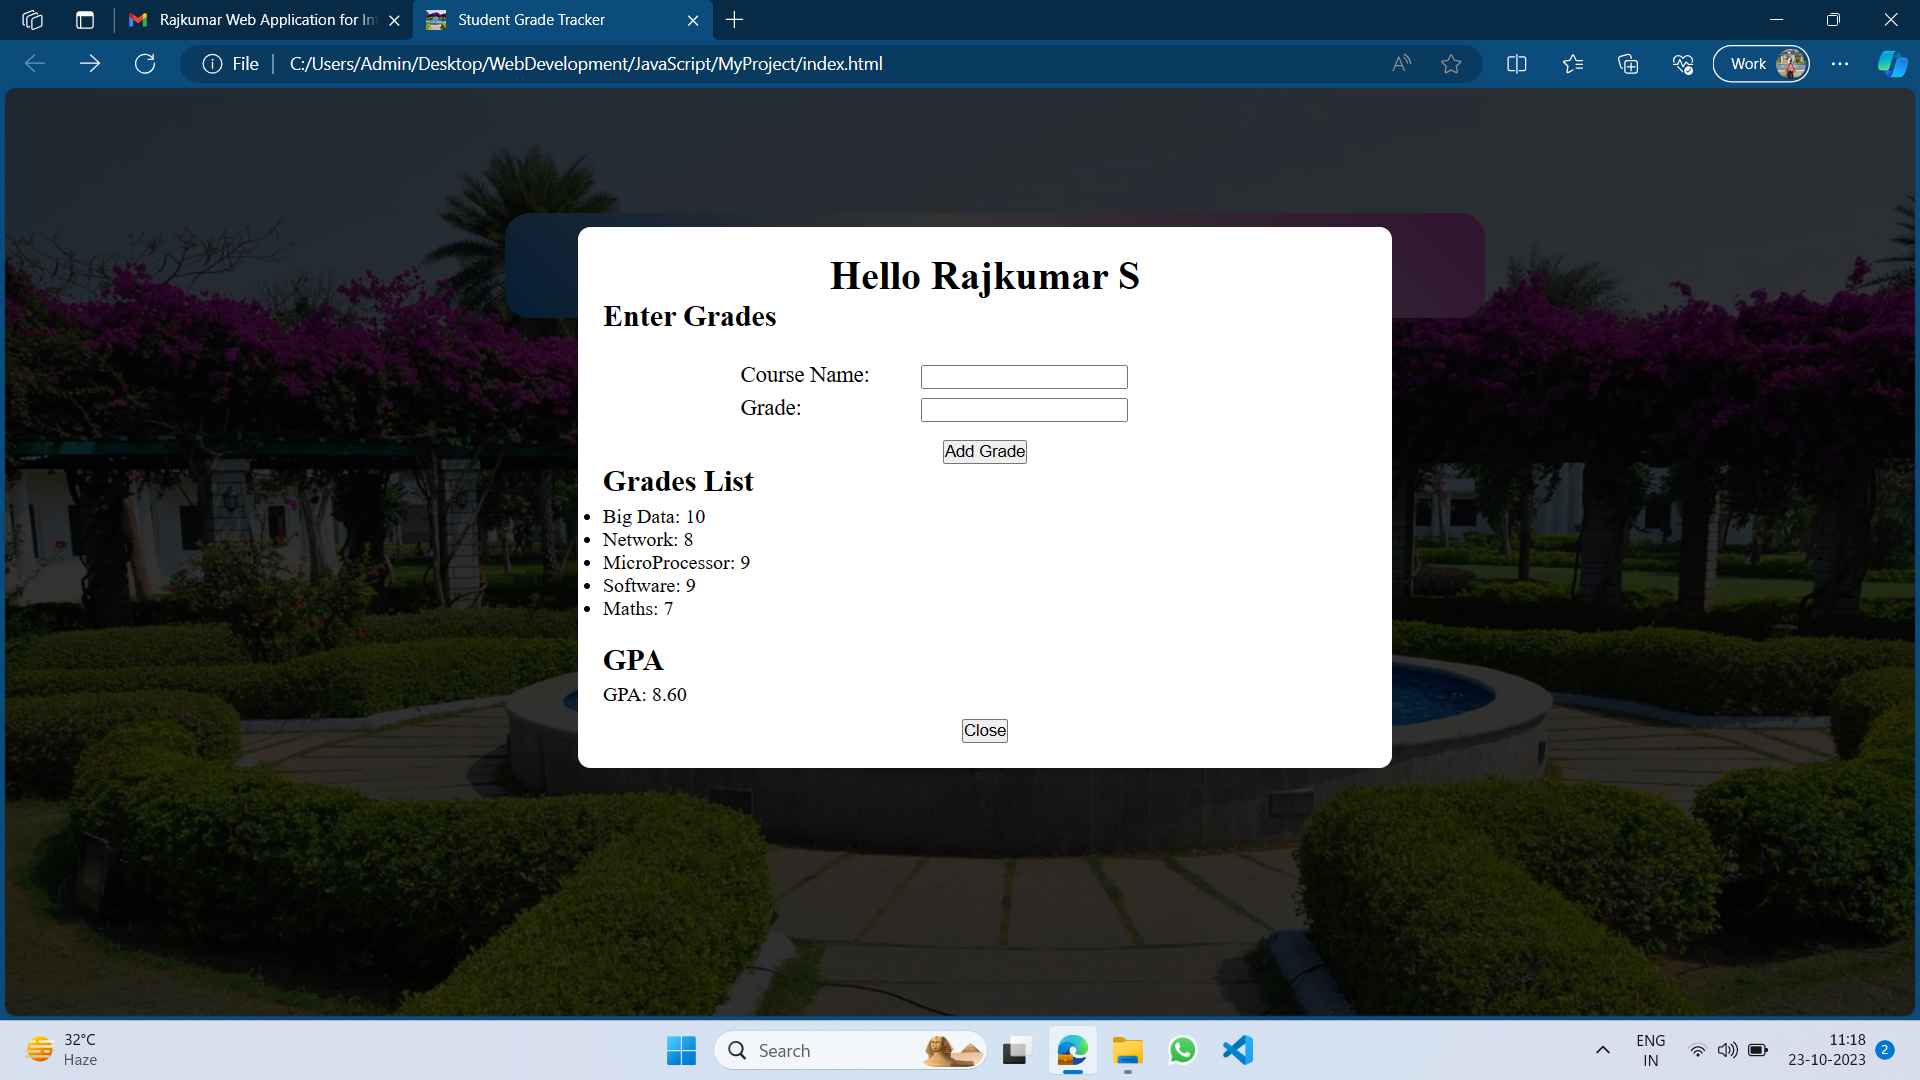 Rajkumar Web Application for In
Student Grade Tracker
File
C:/Users/Admin/Desktop/WebDevelopment/JavaScript/MyProject/index.html
Work
Hello Rajkumar S
Enter Grades
Course Name:
Grade:
Add Grade
Grades List
Big Data: 10
Network: 8
MicroProcessor: 9
Software: 9
Maths: 7
GPA
GPA: 8.60
Close
32°C
Haze
Search
ENG
IN
11:18
23-10-2023
2